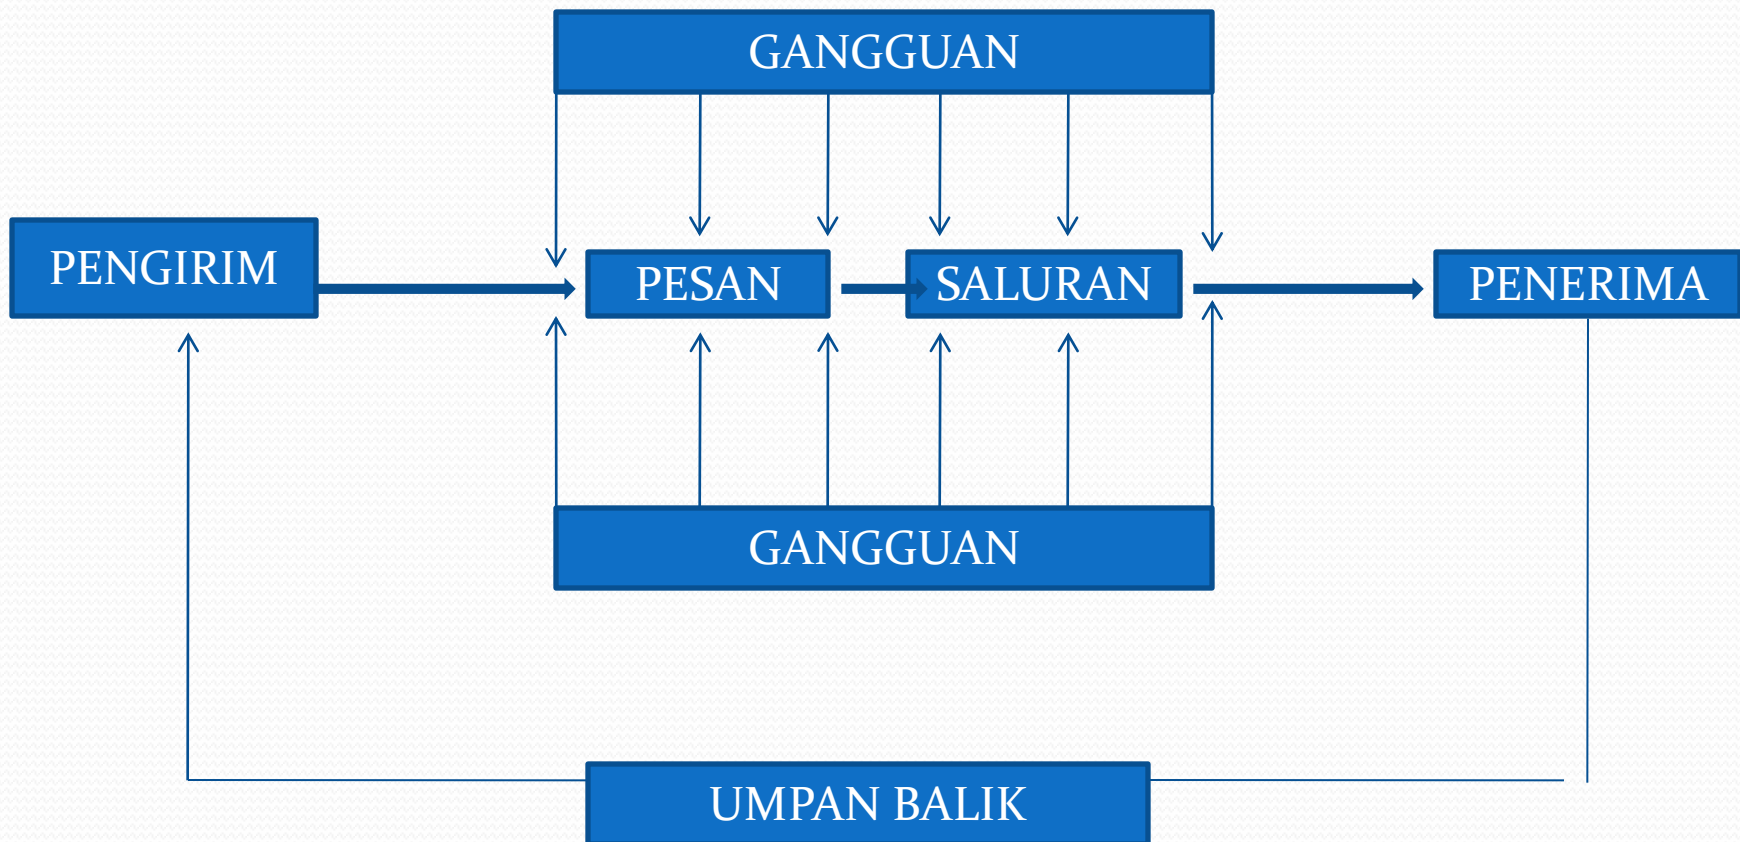 GANGGUAN
PENGIRIM
PESAN
SALURAN
PENERIMA
GANGGUAN
UMPAN BALIK